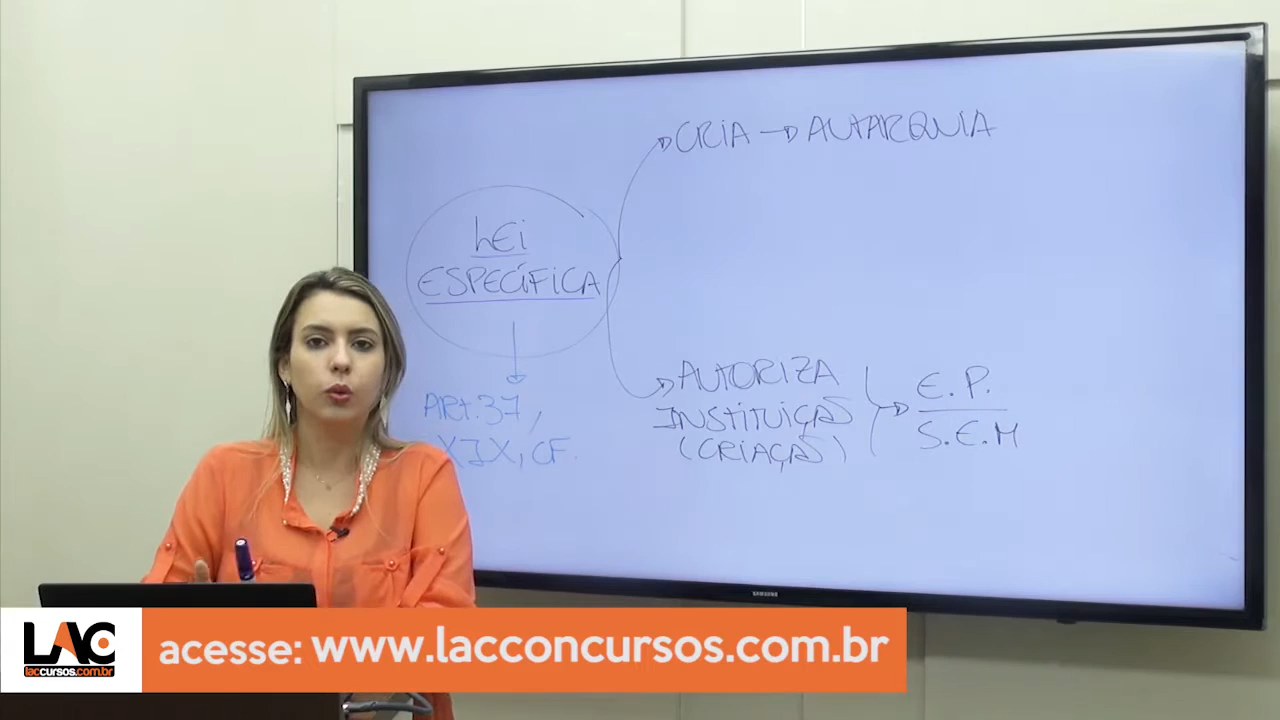 CRIA → AUTARQUIA
LEI
ESPECÍFICA
ART. 37,
XIX, CF.
AUTORIZA
INSTITUIÇÃO
(CRIAÇÃO)
E.P.
S.E.M
SAMSUNG
LAC
laccursos.com.br
acesse: www.lacconcursos.com.br